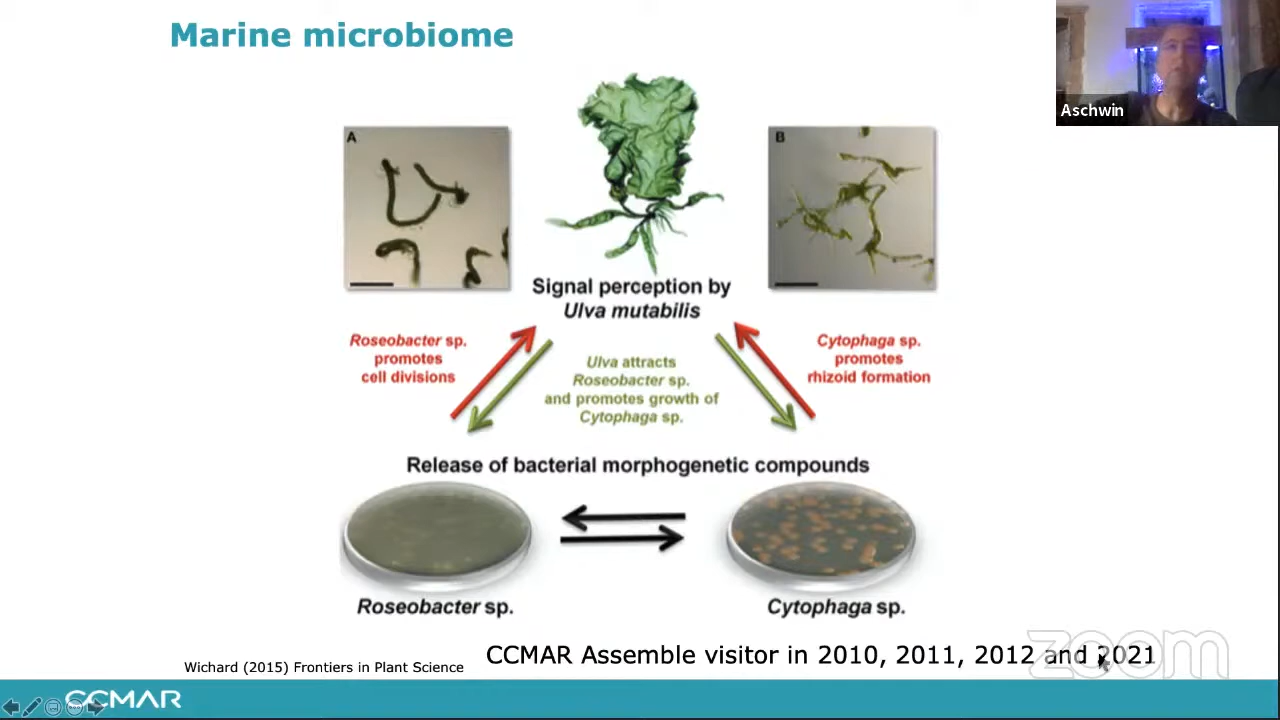 Marine microbiome
Aschwin
A
B
Signal perception by
Ulva mutabilis
Roseobacter sp.
promotes
cell divisions
Ulva attracts
Roseobacter sp.
and promotes growth of
Cytophaga sp.
Cytophaga sp.
promotes
rhizoid formation
Release of bacterial morphogenetic compounds
Roseobacter sp.
Cytophaga sp.
Wichard (2015) Frontiers in Plant Science
CCMAR Assemble visitor in 2010, 2011, 2012 and 2021
zoom
CCMAR